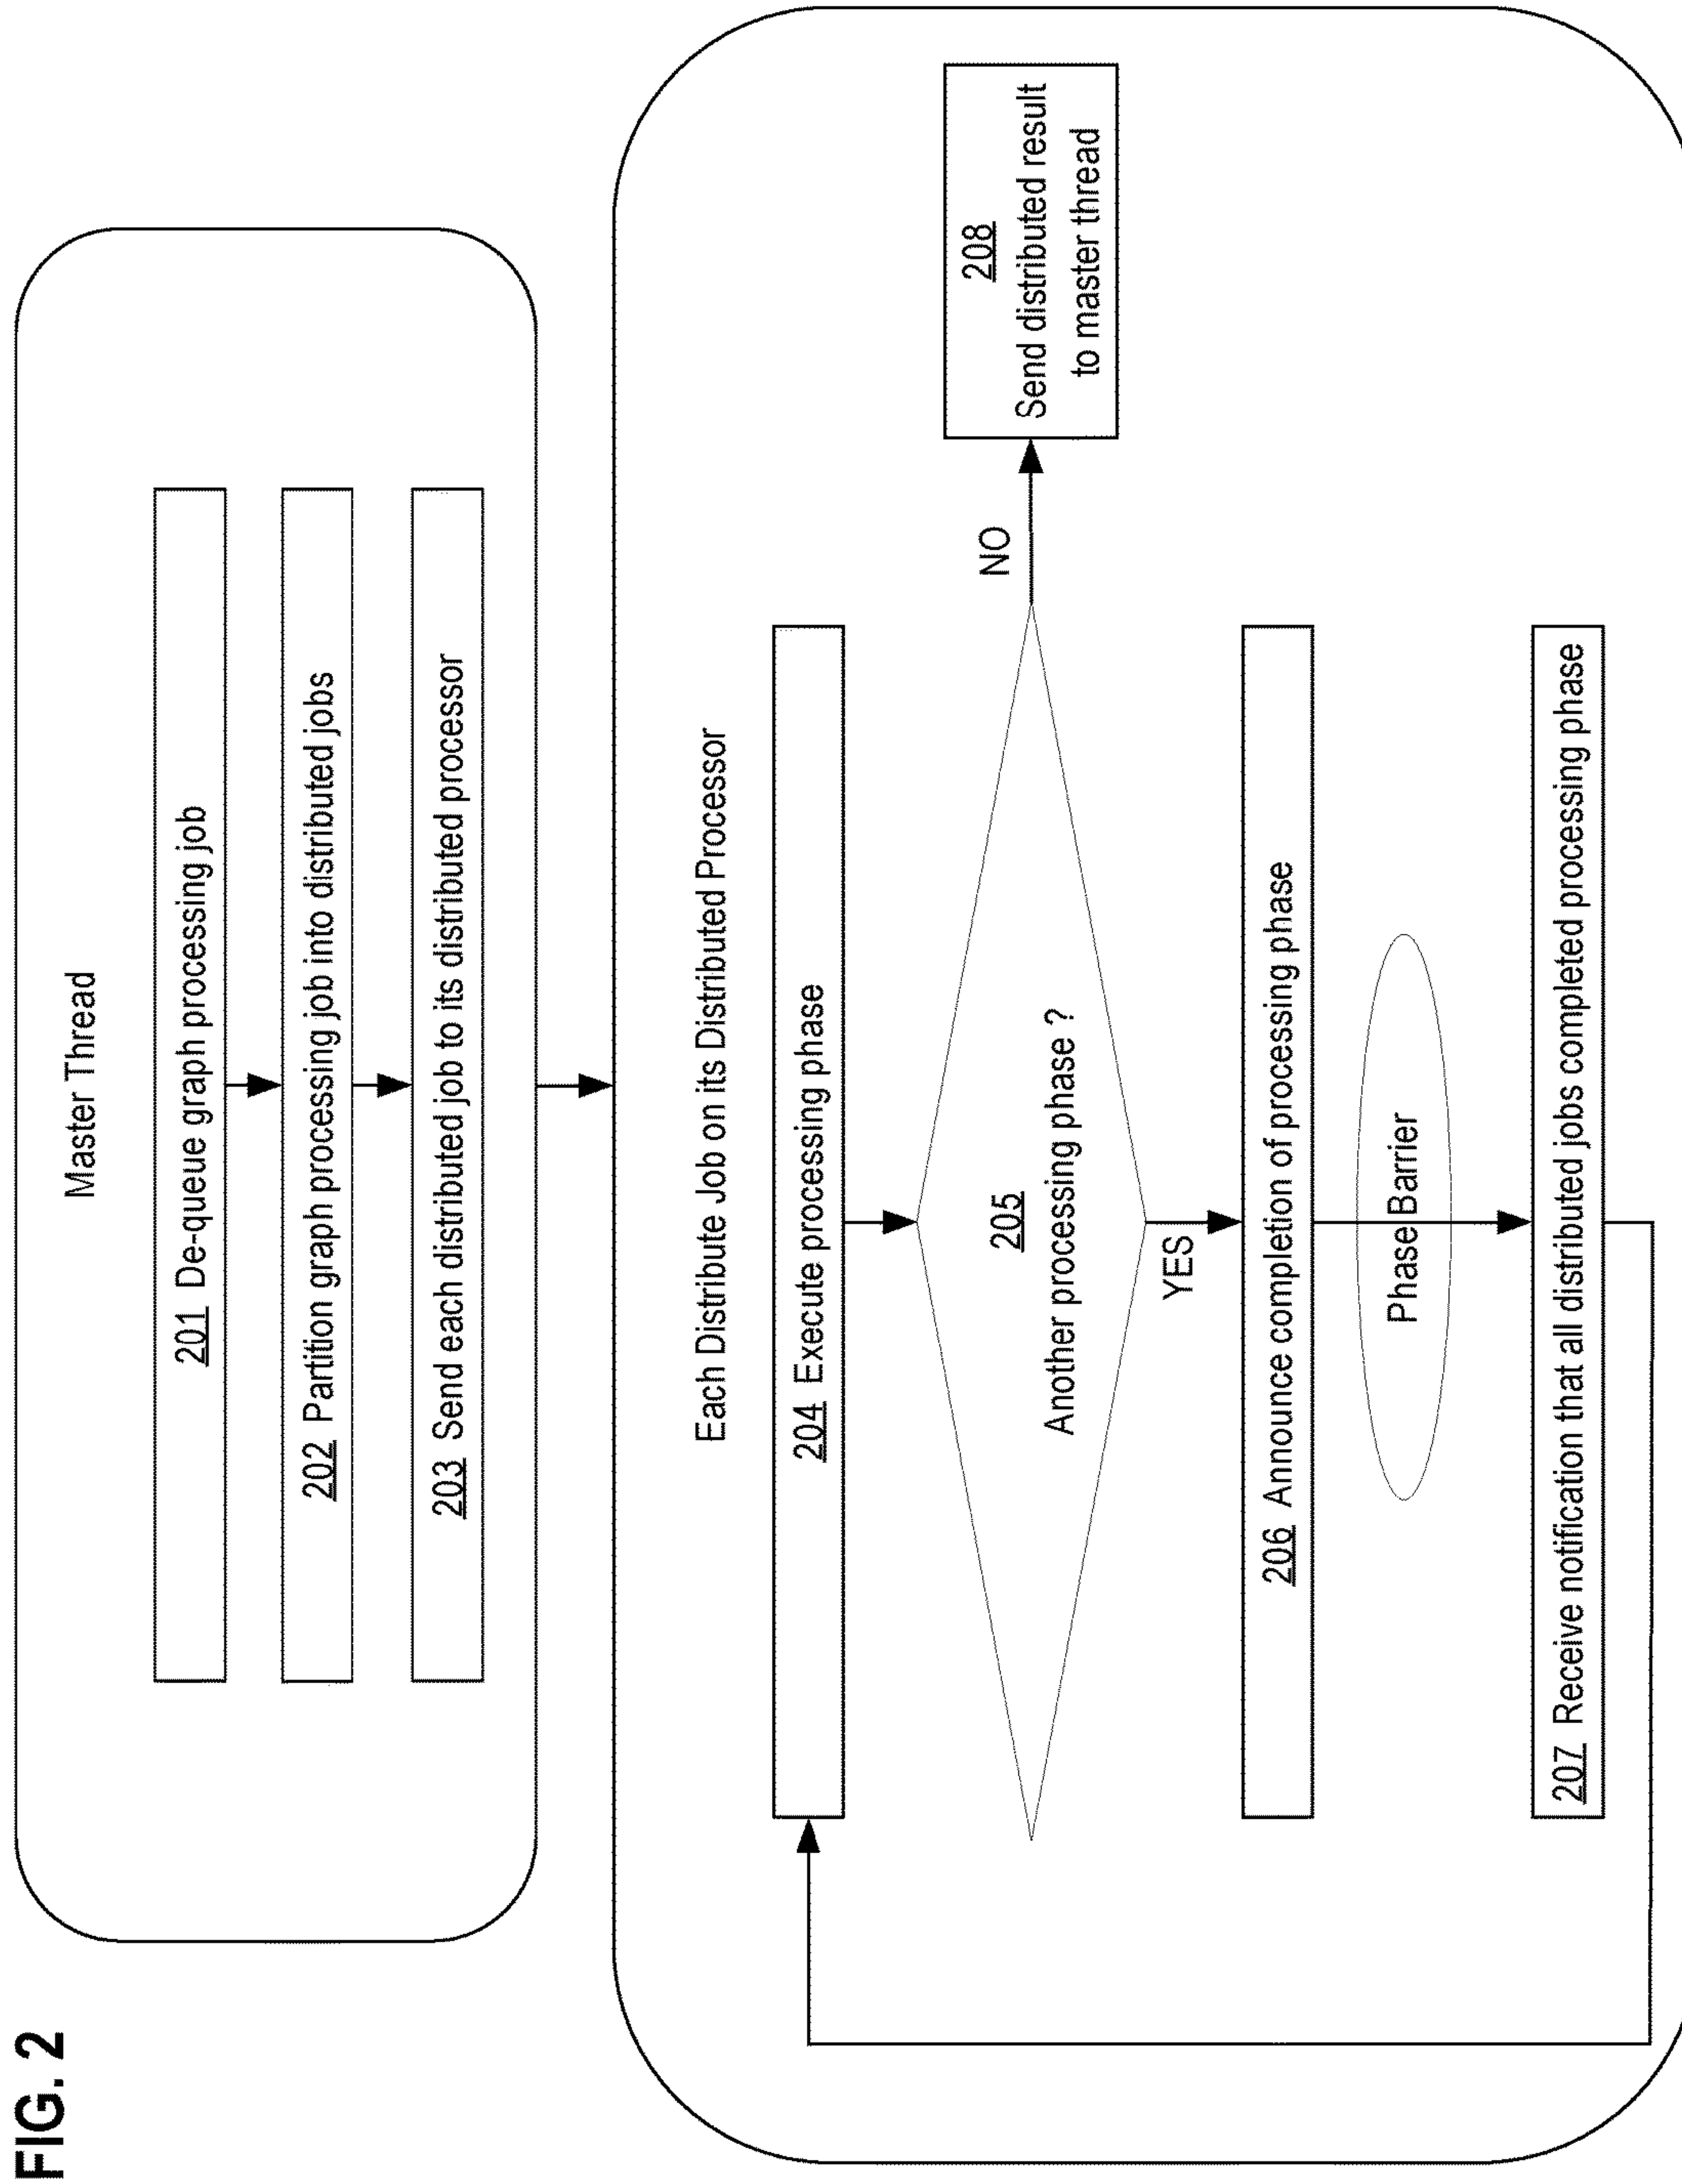 FIG. 2
Master Thread
201 De-queue graph processing job
202 Partition graph processing job into distributed jobs
203 Send each distributed job to its distributed processor
Each Distribute Job on its Distributed Processor
204 Execute processing phase
205
Another processing phase ?
NO
208
Send distributed result
to master thread
YES
206 Announce completion of processing phase
Phase Barrier
207 Receive notification that all distributed jobs completed processing phase